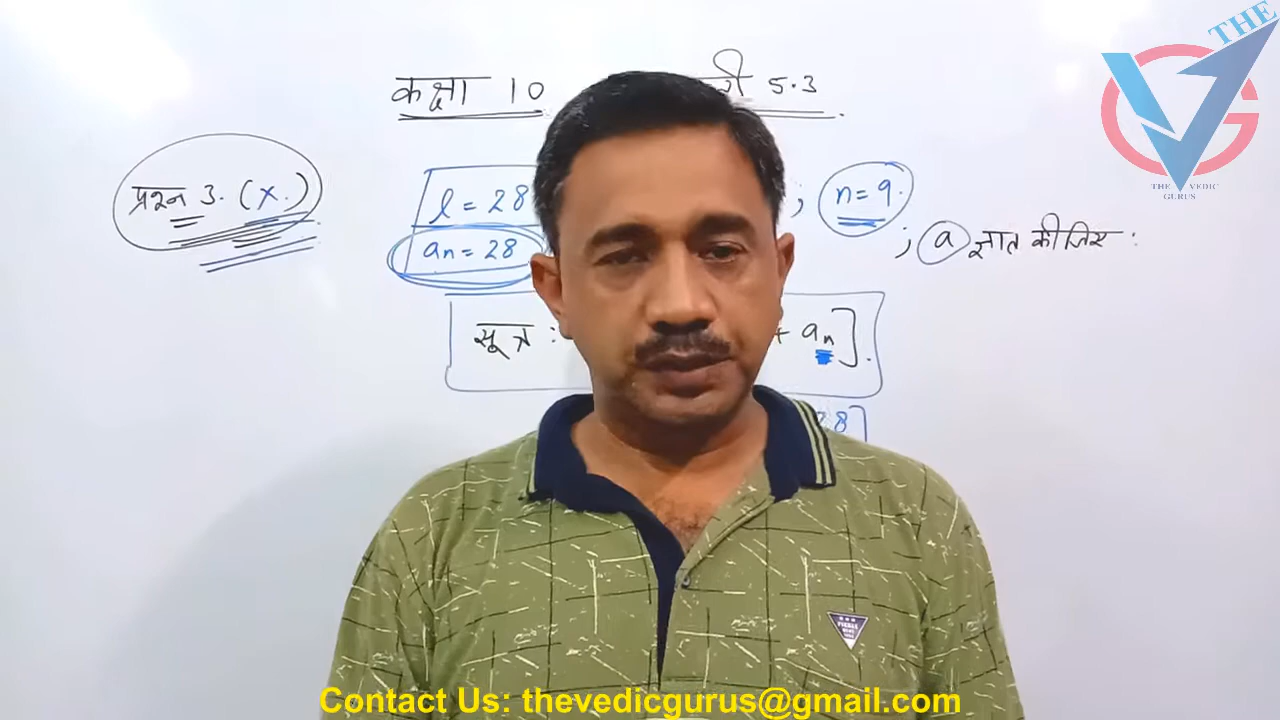 THE
कक्षा 10 5.3
THE VEDIC
GURUS
प्रश्न 3. (x.)
l = 28 ; n = 9.
an = 28 ; a ज्ञात कीजिए :
सूत्र : + an ].
28]
Contact Us: thevedicgurus@gmail.com